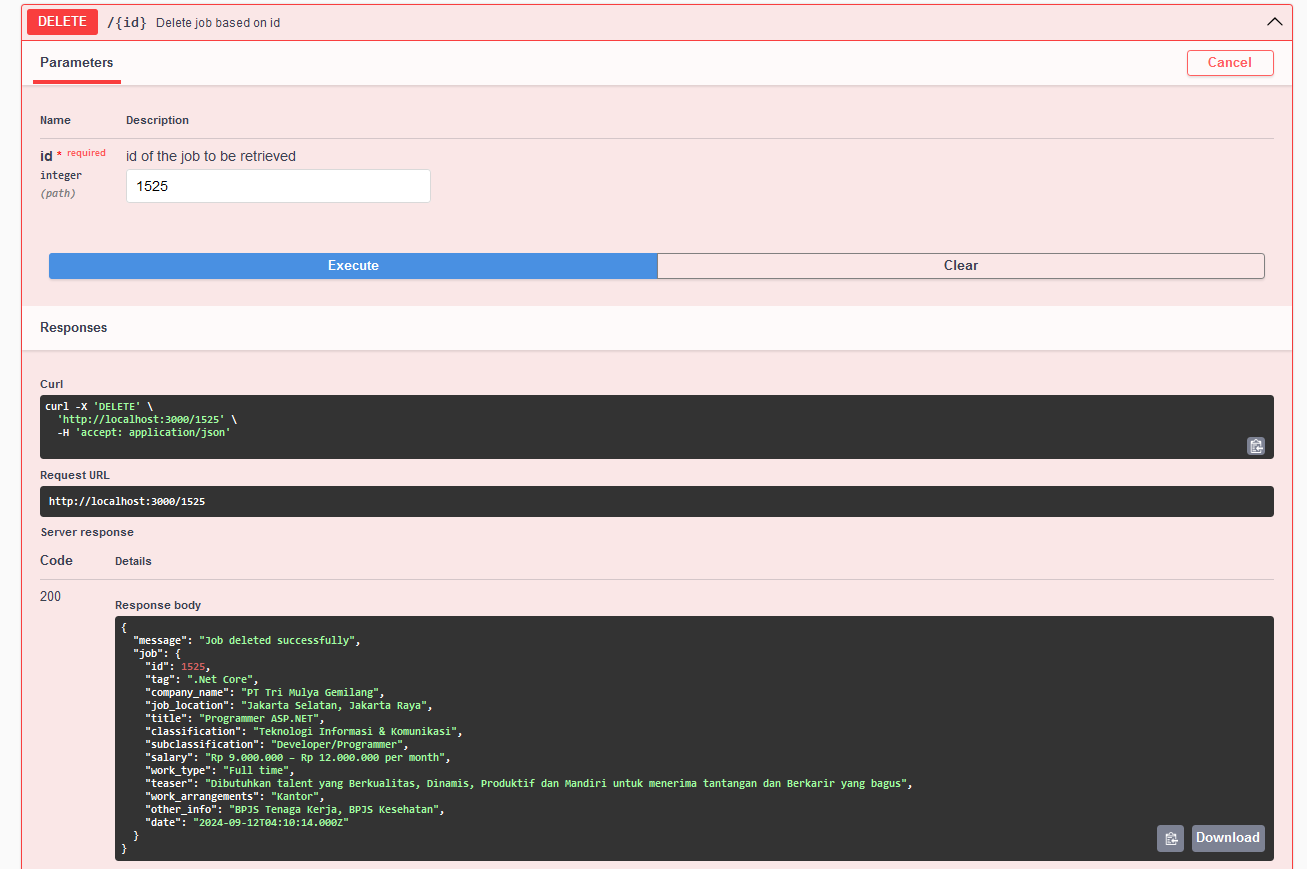 DELETE /{id} Delete job based on id
Parameters
Cancel
Name Description
id * required
integer
(path)
id of the job to be retrieved
1525
Execute
Clear
Responses
Curl
curl -X 'DELETE' \
  'http://localhost:3000/1525' \
  -H 'accept: application/json'
Request URL
http://localhost:3000/1525
Server response
Code Details
200
Response body
{
  "message": "Job deleted successfully",
  "job": {
    "id": 1525,
    "tag": ".Net Core",
    "company_name": "PT Tri Mulya Gemilang",
    "job_location": "Jakarta Selatan, Jakarta Raya",
    "title": "Programmer ASP.NET",
    "classification": "Teknologi Informasi & Komunikasi",
    "subclassification": "Developer/Programmer",
    "salary": "Rp 9.000.000 – Rp 12.000.000 per month",
    "work_type": "Full time",
    "teaser": "Dibutuhkan talent yang Berkualitas, Dinamis, Produktif dan Mandiri untuk menerima tantangan dan Berkarir yang bagus",
    "work_arrangements": "Kantor",
    "other_info": "BPJS Tenaga Kerja, BPJS Kesehatan",
    "date": "2024-09-12T04:10:14.000Z"
  }
}
Download